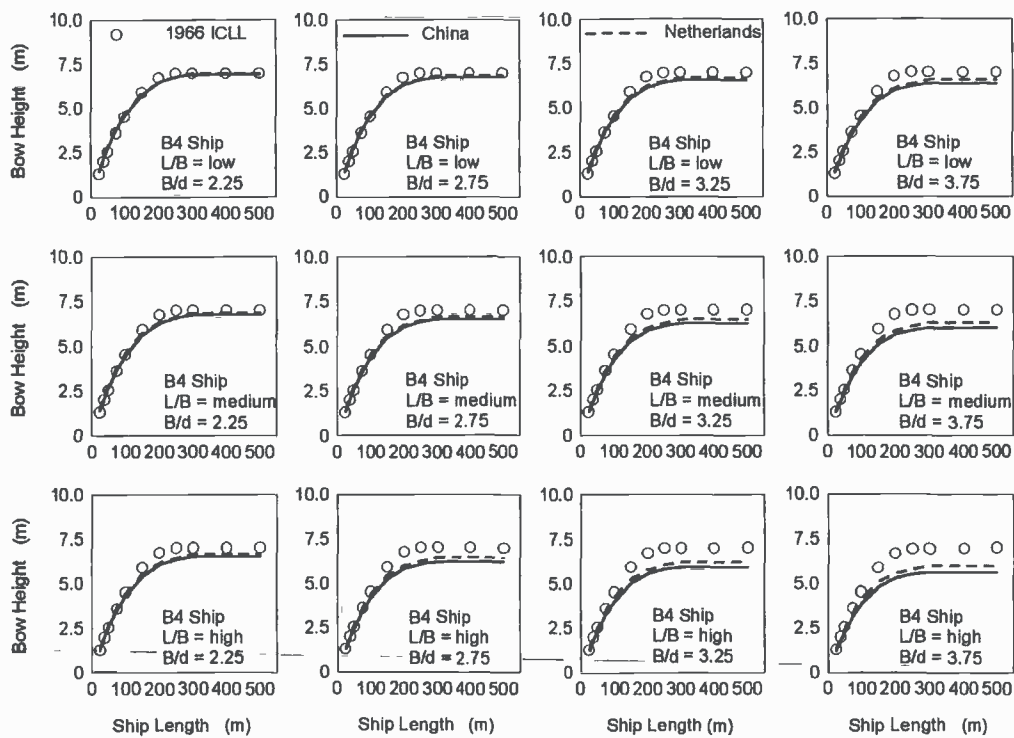 1966 ICLL
China
Netherlands
Bow Height (m)
10.0 10.0 10.0 10.0
7.5 7.5 7.5 7.5
5.0 5.0 5.0 5.0
2.5 2.5 2.5 2.5
0 0 0 0
B4 Ship
L/B = low
B/d = 2.25
B4 Ship
L/B = low
B/d = 2.75
B4 Ship
L/B = low
B/d = 3.25
B4 Ship
L/B = low
B/d = 3.75
0 100 200 300 400 500
0 100 200 300 400 500
0 100 200 300 400 500
0 100 200 300 400 500
Bow Height (m)
10.0 10.0 10.0 10.0
7.5 7.5 7.5 7.5
5.0 5.0 5.0 5.0
2.5 2.5 2.5 2.5
0 0 0 0
B4 Ship
L/B = medium
B/d = 2.25
B4 Ship
L/B = medium
B/d = 2.75
B4 Ship
L/B = medium
B/d = 3.25
B4 Ship
L/B = medium
B/d = 3.75
0 100 200 300 400 500
0 100 200 300 400 500
0 100 200 300 400 500
0 100 200 300 400 500
Bow Height (m)
10.0 10.0 10.0 10.0
7.5 7.5 7.5 7.5
5.0 5.0 5.0 5.0
2.5 2.5 2.5 2.5
0 0 0 0
B4 Ship
L/B = high
B/d = 2.25
B4 Ship
L/B = high
B/d = 2.75
B4 Ship
L/B = high
B/d = 3.25
B4 Ship
L/B = high
B/d = 3.75
0 100 200 300 400 500
0 100 200 300 400 500
0 100 200 300 400 500
0 100 200 300 400 500
Ship Length (m)
Ship Length (m)
Ship Length (m)
Ship Length (m)